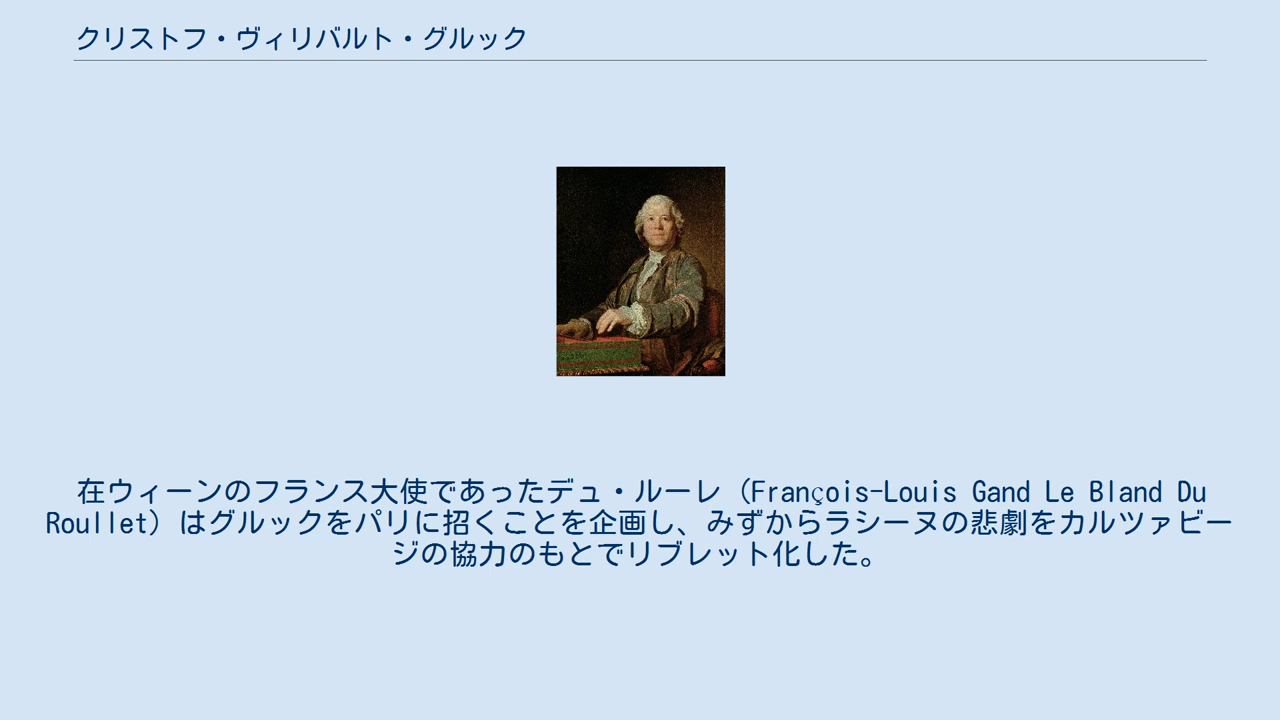 クリストフ・ヴィリバルト・グルック
在ウィーンのフランス大使であったデュ・ルーレ（François-Louis Gand Le Bland Du
Roullet）はグルックをパリに招くことを企画し、みずからラシーヌの悲劇をカルツァビー
ジの協力のもとでリブレット化した。